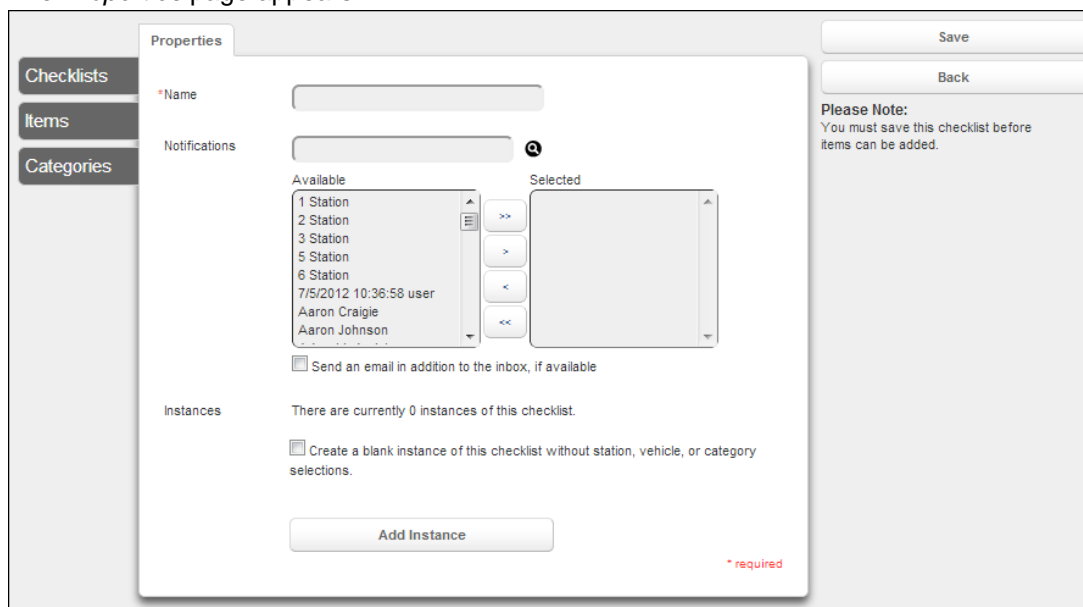 Properties
Save
Back
Please Note:
You must save this checklist before
items can be added.
Checklists
Items
Categories
*Name
Notifications
Available
Selected
1 Station
2 Station
3 Station
5 Station
6 Station
7/5/2012 10:36:58 user
Aaron Craigie
Aaron Johnson
>>
>
<
<<
Send an email in addition to the inbox, if available
Instances
There are currently 0 instances of this checklist.
Create a blank instance of this checklist without station, vehicle, or category
selections.
Add Instance
* required